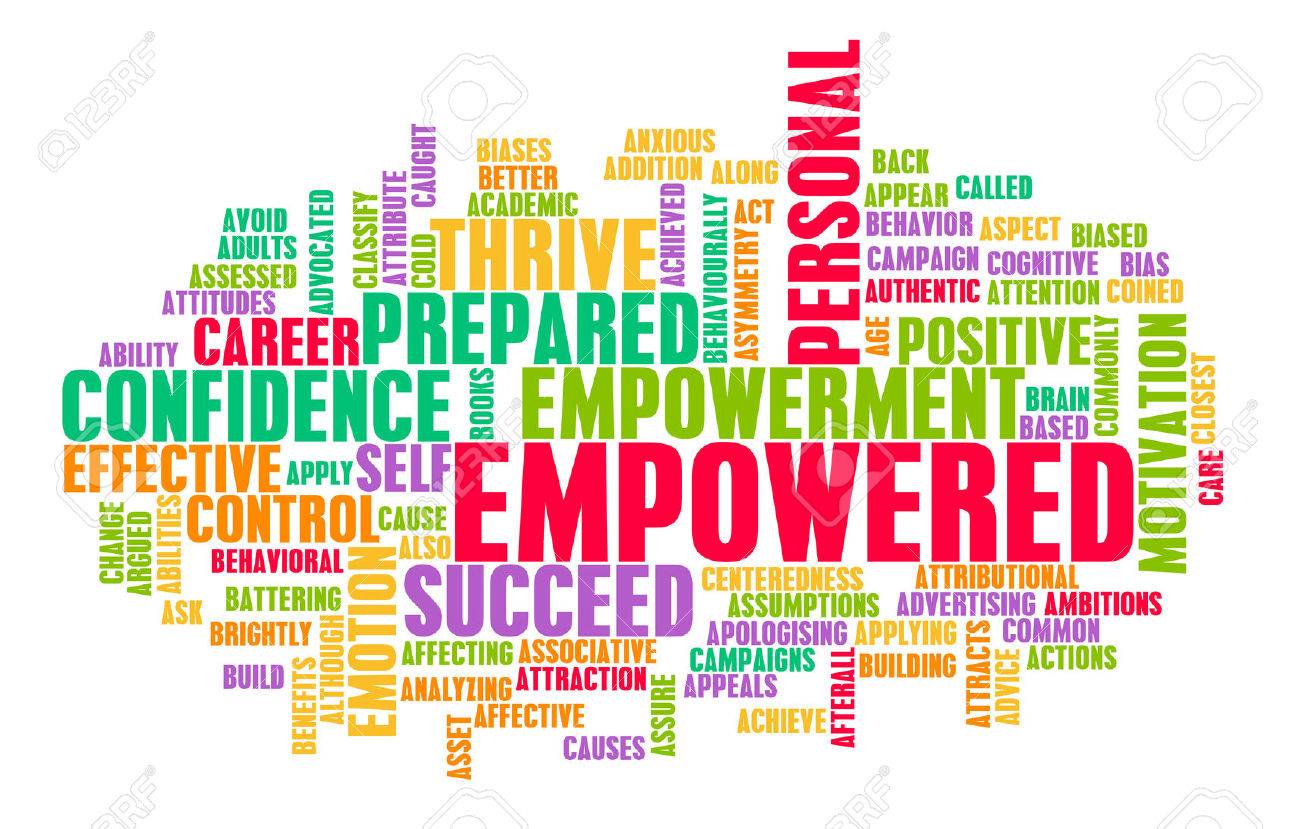 123RF
PERSONAL
CAUGHT
ANXIOUS
BIASES
ADDITION
ALONG
BACK
BETTER
APPEAR
CALLED
ATTRIBUTE
ACHIEVED
ACADEMIC
AVOID
ADVOCATED
CLASSIFY
COLD
THRIVE
BEHAVIOURALLY
ACT
BEHAVIOR
ASPECT
BIASED
ADULTS
ASYMMETRY
CAMPAIGN
COGNITIVE
BIAS
ASSESSED
AUTHENTIC
ATTENTION
COINED
ATTITUDES
PREPARED
AGE
POSITIVE
COMMONLY
MOTIVATION
CAREER
ABILITY
CLOSEST
CONFIDENCE
BOOKS
EMPOWERMENT
BRAIN
BASED
EFFECTIVE
APPLY
SELF
EMPOWERED
CARE
CHANGE
ARGUED
ABILITIES
CONTROL
CAUSE
ALSO
BEHAVIORAL
EMOTION
SUCCEED
CENTEREDNESS
ATTRIBUTIONAL
ASK
BATTERING
ASSUMPTIONS
ADVERTISING
AMBITIONS
BRIGHTLY
ALTHOUGH
APOLOGISING
APPLYING
ATTRACTS
COMMON
AFFECTING
ASSOCIATIVE
CAMPAIGNS
AFTERALL
BUILDING
ADVICE
ACTIONS
BUILD
BENEFITS
ANALYZING
ATTRACTION
ASSURE
APPEALS
ASSET
AFFECTIVE
ACHIEVE
CAUSES